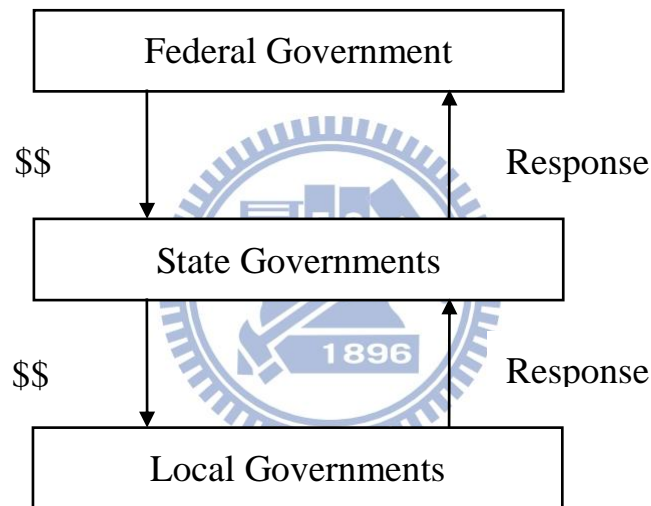 Federal Government
$$ Response
State Governments
1896
$$ Response
Local Governments